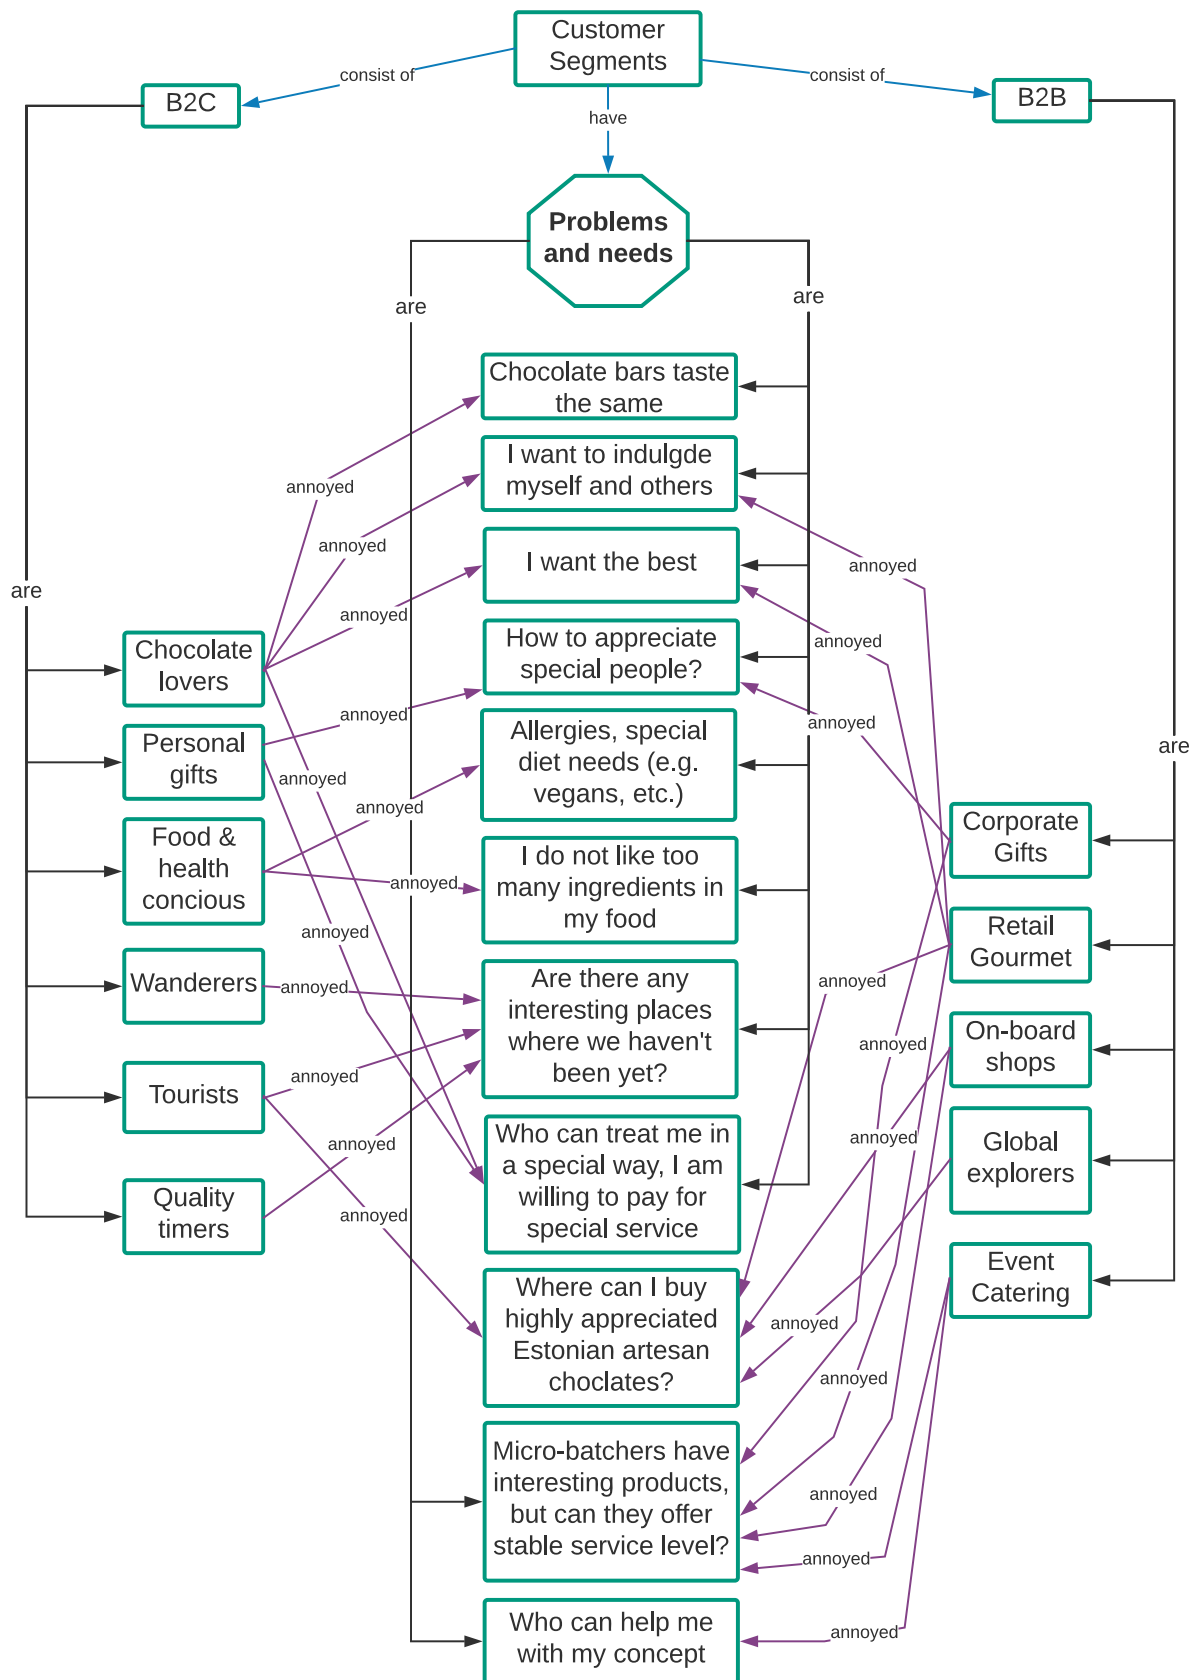 Customer
Segments
consist of
consist of
B2C
B2B
have
Problems
and needs
are
are
are
are
Chocolate bars taste
the same
I want to indulgde
myself and others
annoyed
annoyed
annoyed
I want the best
annoyed
annoyed
How to appreciate
special people?
Chocolate
lovers
annoyed
annoyed
Personal
gifts
annoyed
Allergies, special
diet needs (e.g.
vegans, etc.)
annoyed
Corporate
Gifts
Food &
health
concious
I do not like too
many ingredients in
my food
annoyed
annoyed
Retail
Gourmet
Wanderers
annoyed
annoyed
Are there any
interesting places
where we haven't
been yet?
On-board
shops
annoyed
Tourists
annoyed
annoyed
annoyed
Who can treat me in
a special way, I am
willing to pay for
special service
Global
explorers
Quality
timers
annoyed
Event
Catering
Where can I buy
highly appreciated
Estonian artesan
choclates?
annoyed
annoyed
Micro-batchers have
interesting products,
but can they offer
stable service level?
annoyed
annoyed
Who can help me
with my concept
annoyed